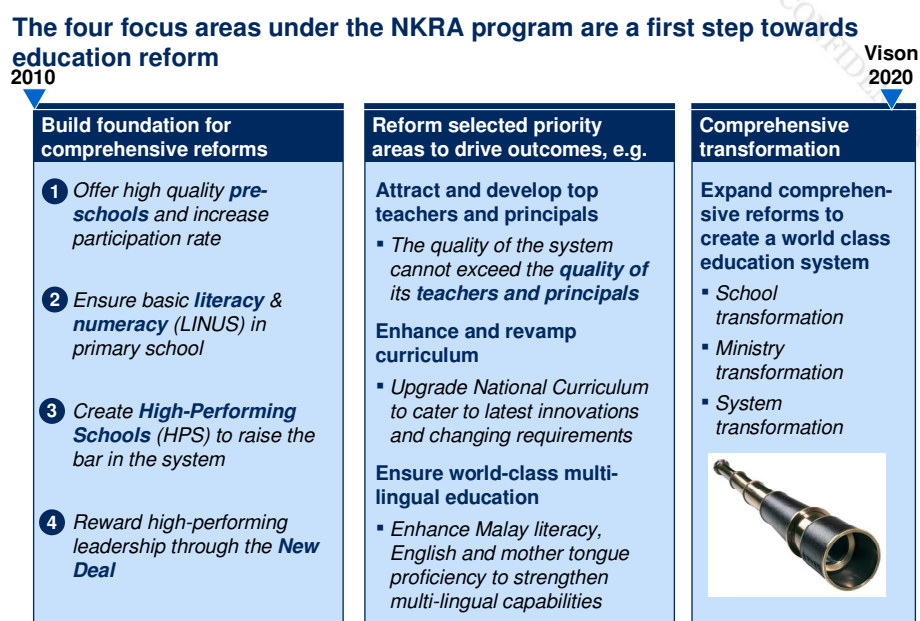 The four focus areas under the NKRA program are a first step towards
education reform
2010
Vison
2020
Build foundation for
comprehensive reforms
1 Offer high quality pre-
schools and increase
participation rate
2 Ensure basic literacy &
numeracy (LINUS) in
primary school
3 Create High-Performing
Schools (HPS) to raise the
bar in the system
4 Reward high-performing
leadership through the New
Deal
Reform selected priority
areas to drive outcomes, e.g.
Attract and develop top
teachers and principals
▪ The quality of the system
cannot exceed the quality of
its teachers and principals
Enhance and revamp
curriculum
▪ Upgrade National Curriculum
to cater to latest innovations
and changing requirements
Ensure world-class multi-
lingual education
▪ Enhance Malay literacy,
English and mother tongue
proficiency to strengthen
multi-lingual capabilities
Comprehensive
transformation
Expand comprehen-
sive reforms to
create a world class
education system
▪ School
transformation
▪ Ministry
transformation
▪ System
transformation